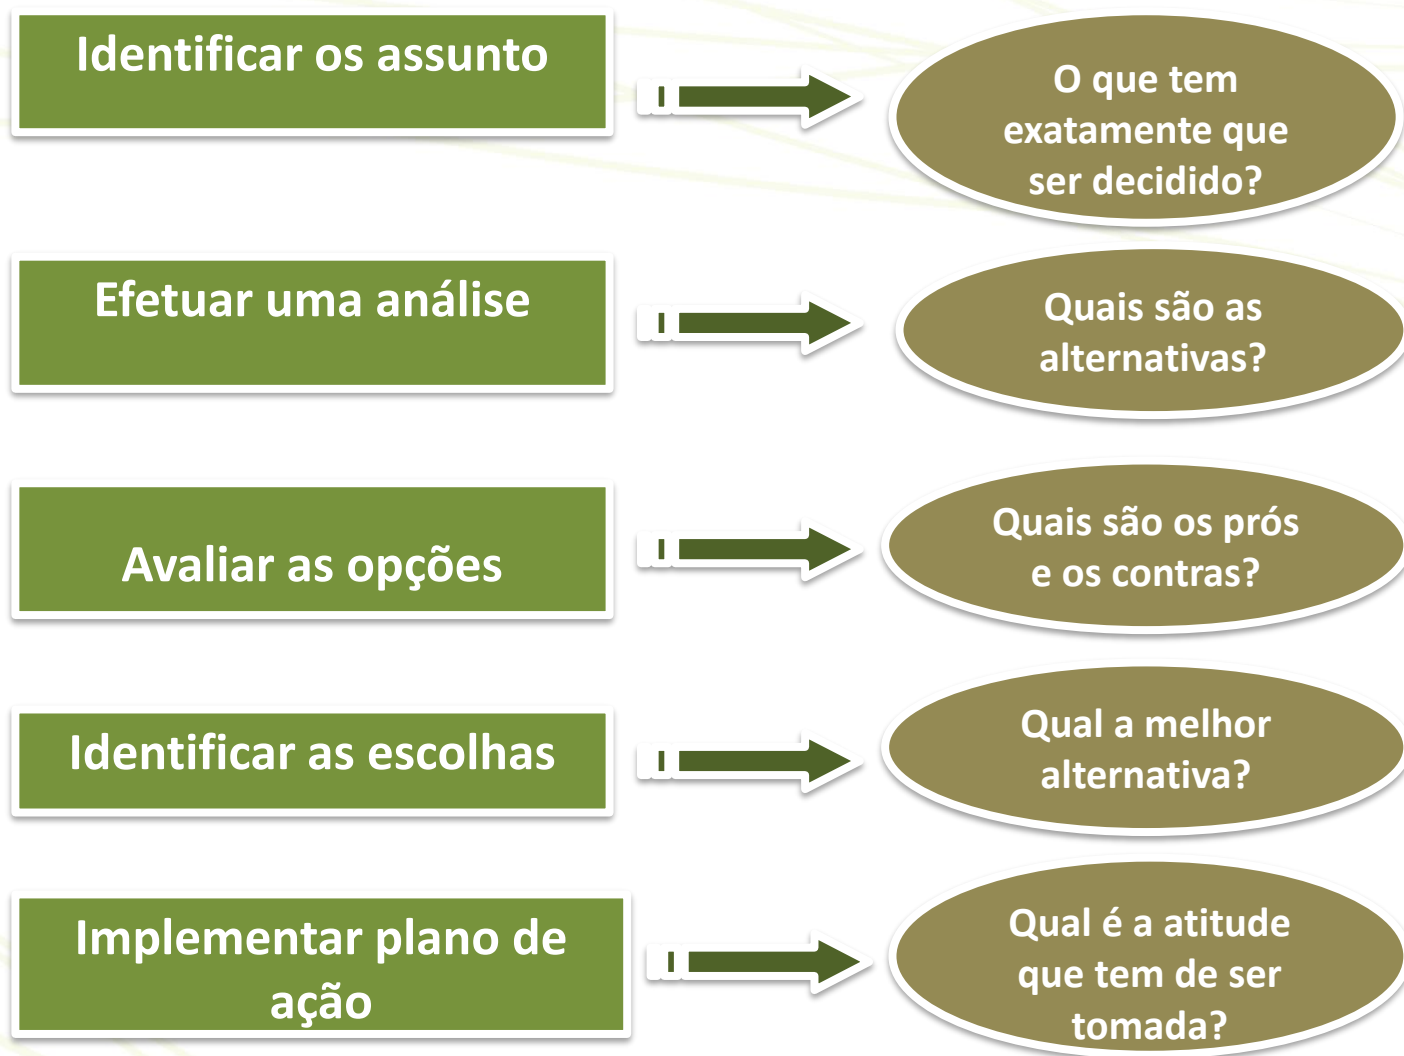 Identificar os assunto
O que tem
exatamente que
ser decidido?
Efetuar uma análise
Quais são as
alternativas?
Avaliar as opções
Quais são os prós
e os contras?
Identificar as escolhas
Qual a melhor
alternativa?
Implementar plano de
ação
Qual é a atitude
que tem de ser
tomada?